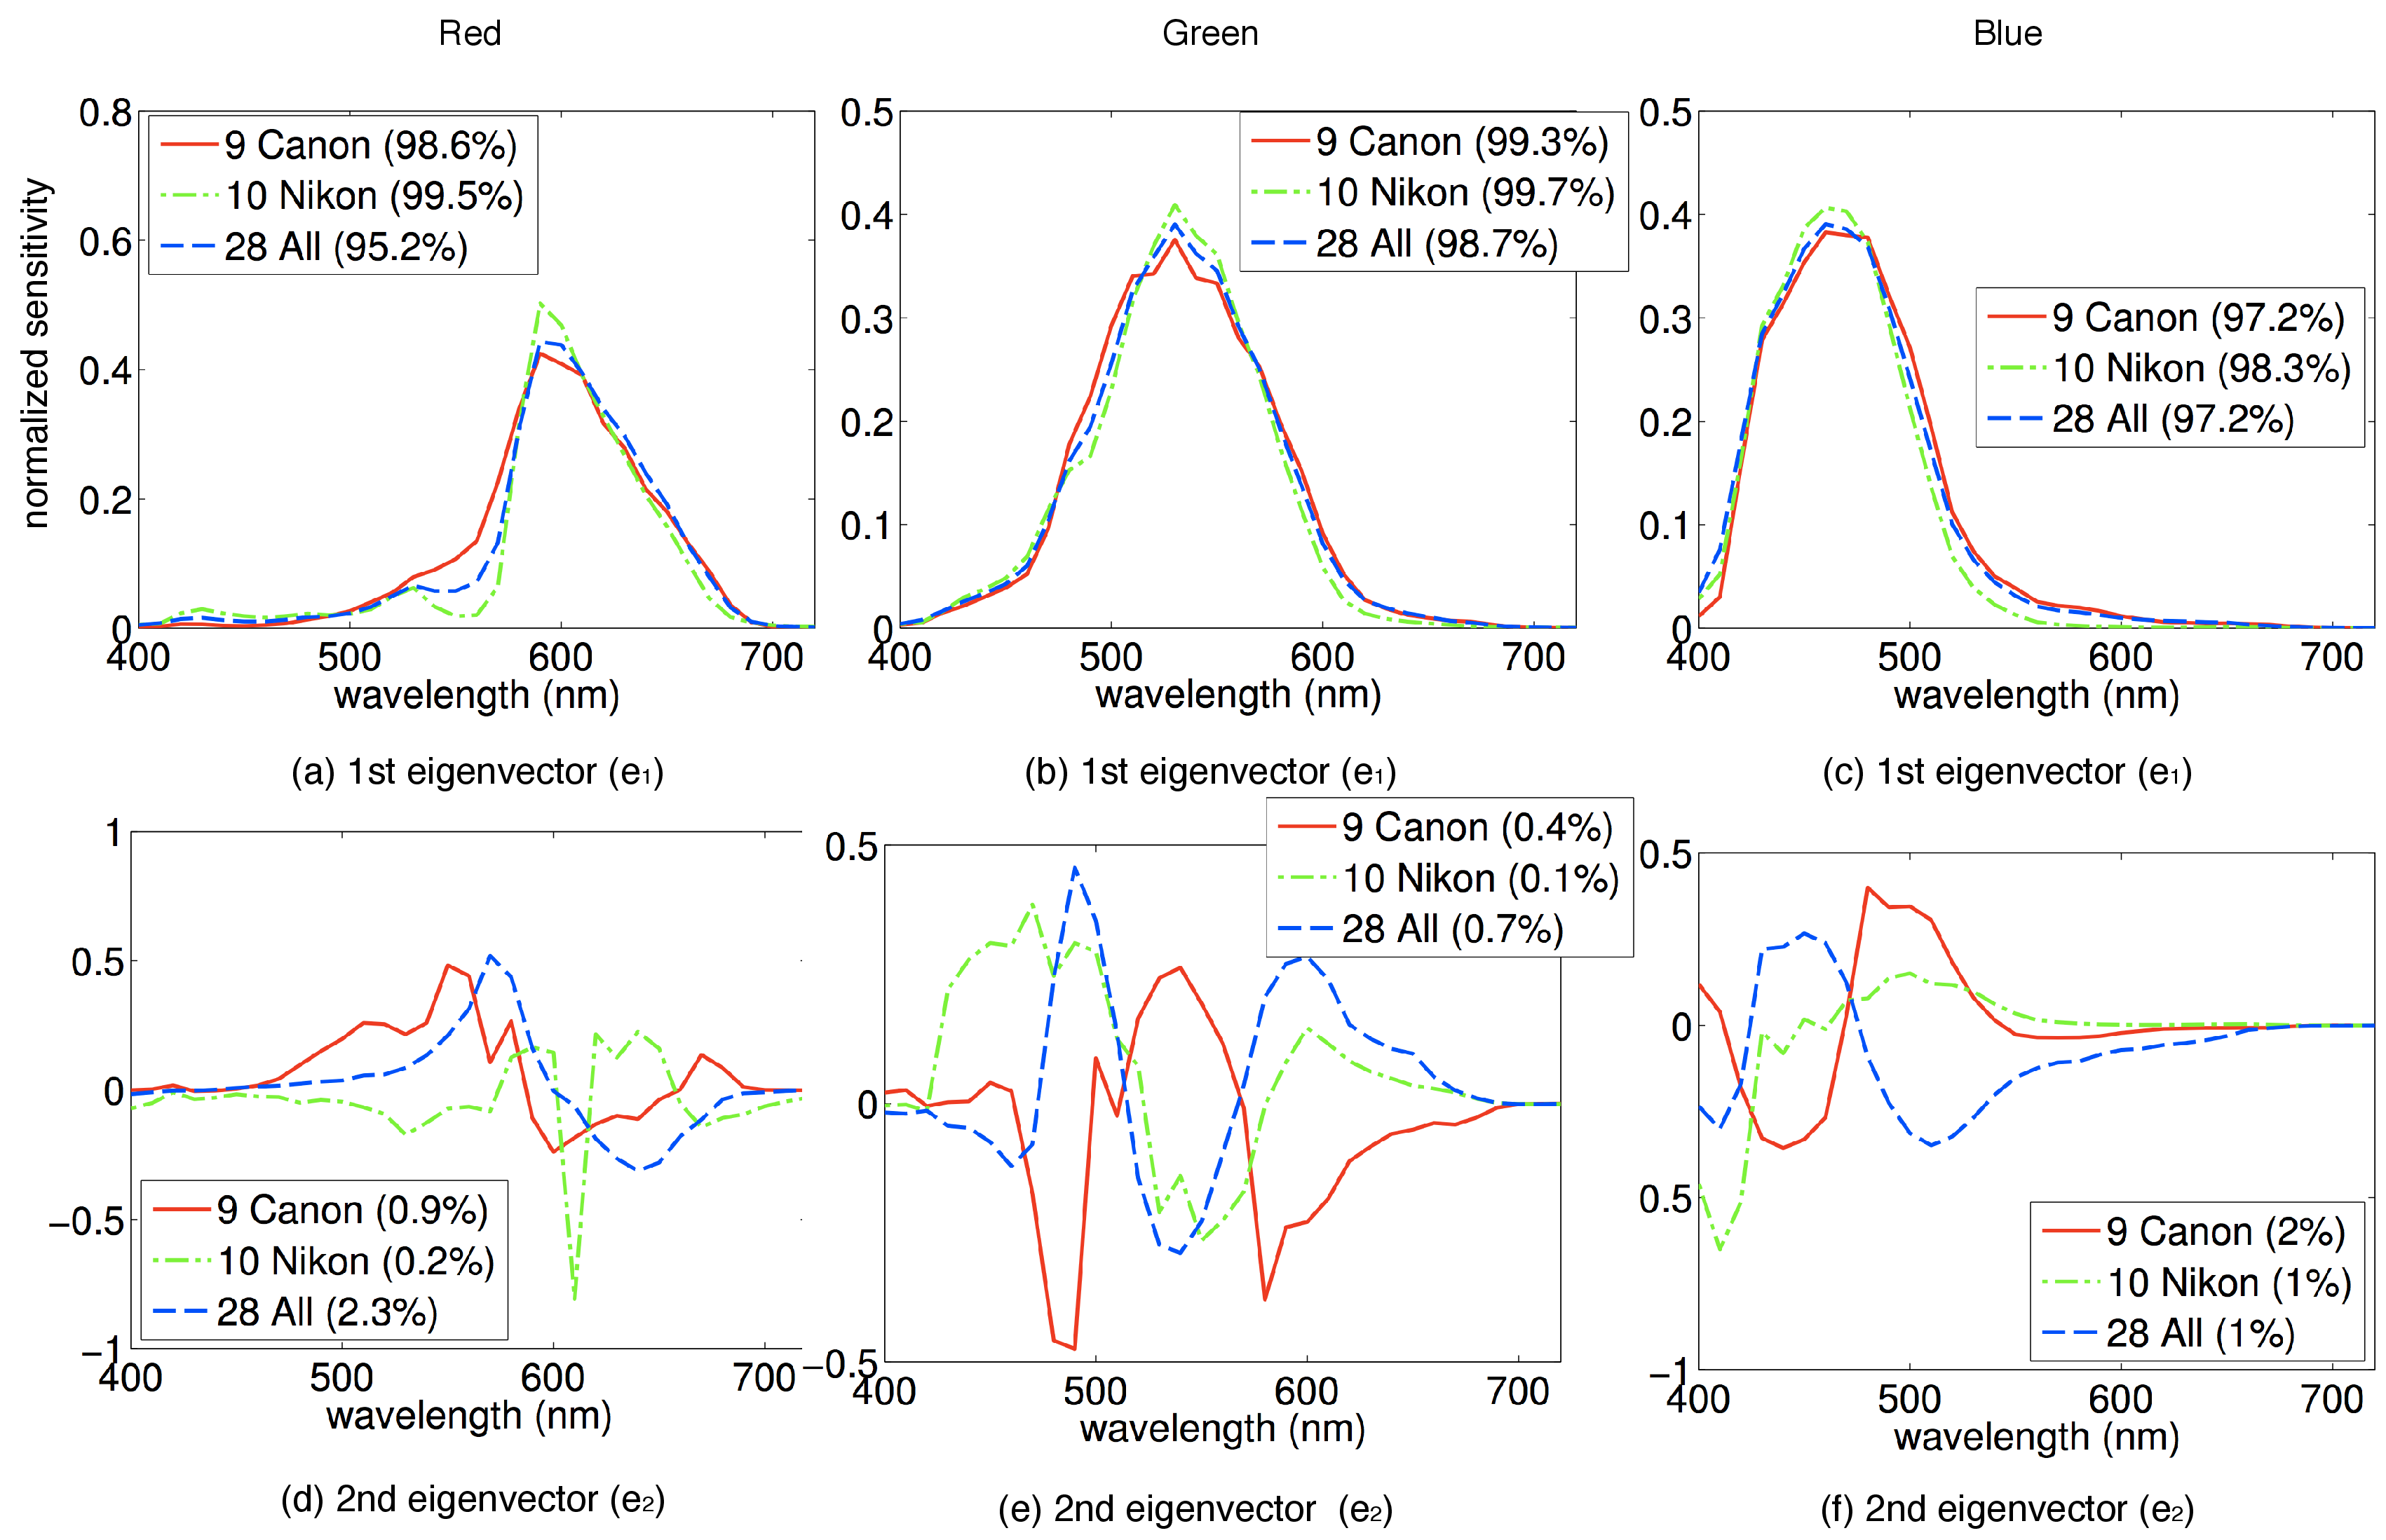 Red
Green
Blue
normalized sensitivity
0.8
0.6
0.4
0.2
0
9 Canon (98.6%)
10 Nikon (99.5%)
28 All (95.2%)
400
500
600
700
wavelength (nm)
(a) 1st eigenvector (e1)
0.5
0.4
0.3
0.2
0.1
0
9 Canon (99.3%)
10 Nikon (99.7%)
28 All (98.7%)
400
500
600
700
wavelength (nm)
(b) 1st eigenvector (e1)
0.5
0.4
0.3
0.2
0.1
0
9 Canon (97.2%)
10 Nikon (98.3%)
28 All (97.2%)
400
500
600
700
wavelength (nm)
(c) 1st eigenvector (e1)
1
0.5
0
−0.5
−1
9 Canon (0.9%)
10 Nikon (0.2%)
28 All (2.3%)
400
500
600
700
wavelength (nm)
(d) 2nd eigenvector (e2)
0.5
0
−0.5
9 Canon (0.4%)
10 Nikon (0.1%)
28 All (0.7%)
400
500
600
700
wavelength (nm)
(e) 2nd eigenvector (e2)
0.5
0
0.5
−1
9 Canon (2%)
10 Nikon (1%)
28 All (1%)
400
500
600
700
wavelength (nm)
(f) 2nd eigenvector (e2)